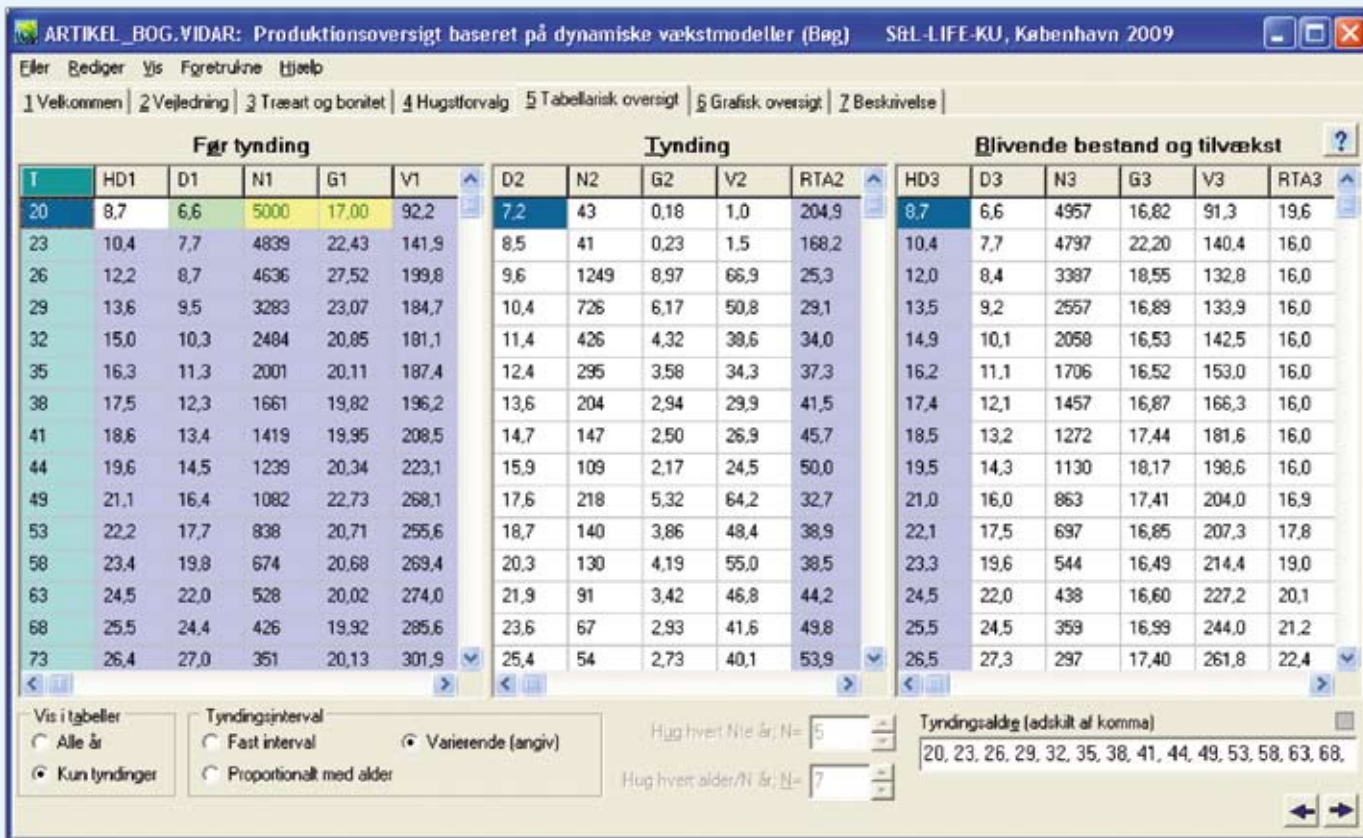 ARTIKEL_BOG.VIDAR: Produktionsoversigt baseret på dynamiske vækstmodeller (Bøg) S&L-LIFE-KU, København 2009
Filer Rediger Vis Foretrukne Hjælp
1 Velkommen 2 Vejledning 3 Træart og bonitet 4 Hugstforvalg 5 Tabellarisk oversigt 6 Grafisk oversigt 7 Beskrivelse
Før tynding Tynding Blivende bestand og tilvækst ?
T HD1 D1 N1 G1 V1 D2 N2 G2 V2 RTA2 HD3 D3 N3 G3 V3 RTA3
20 8,7 6,6 5000 17,00 92,2 7,2 43 0,18 1,0 204,9 8,7 6,6 4957 16,82 91,3 19,6
23 10,4 7,7 4839 22,43 141,9 8,5 41 0,23 1,5 168,2 10,4 7,7 4797 22,20 140,4 16,0
26 12,2 8,7 4636 27,52 199,8 9,6 1249 8,97 66,9 25,3 12,0 8,4 3387 18,55 132,8 16,0
29 13,6 9,5 3283 23,07 184,7 10,4 726 6,17 50,8 29,1 13,5 9,2 2557 16,89 133,9 16,0
32 15,0 10,3 2484 20,85 181,1 11,4 426 4,32 38,6 34,0 14,9 10,1 2058 16,53 142,5 16,0
35 16,3 11,3 2001 20,11 187,4 12,4 295 3,58 34,3 37,3 16,2 11,1 1706 16,52 153,0 16,0
38 17,5 12,3 1661 19,82 196,2 13,6 204 2,94 29,9 41,5 17,4 12,1 1457 16,87 166,3 16,0
41 18,6 13,4 1419 19,95 208,5 14,7 147 2,50 26,9 45,7 18,5 13,2 1272 17,44 181,6 16,0
44 19,6 14,5 1239 20,34 223,1 15,9 109 2,17 24,5 50,0 19,5 14,3 1130 18,17 198,6 16,0
49 21,1 16,4 1082 22,73 268,1 17,6 218 5,32 64,2 32,7 21,0 16,0 863 17,41 204,0 16,9
53 22,2 17,7 838 20,71 255,6 18,7 140 3,86 48,4 38,9 22,1 17,5 697 16,85 207,3 17,8
58 23,4 19,8 674 20,68 269,4 20,3 130 4,19 55,0 38,5 23,3 19,6 544 16,49 214,4 19,0
63 24,5 22,0 528 20,02 274,0 21,9 91 3,42 46,8 44,2 24,5 22,0 438 16,60 227,2 20,1
68 25,5 24,4 426 19,92 285,6 23,6 67 2,93 41,6 49,8 25,5 24,5 359 16,99 244,0 21,2
73 26,4 27,0 351 20,13 301,9 25,4 54 2,73 40,1 53,9 26,5 27,3 297 17,40 261,8 22,4
Vis i tabeller Tyndingsinterval Hug hvert N'te år; N= 5 Tyndingsaldre (adskilt af komma)
Alle år Fast interval Varierende (angiv) 20, 23, 26, 29, 32, 35, 38, 41, 44, 49, 53, 58, 63, 68,
Kun tyndinger Proportionalt med alder Hug hvert alder/N år; N= 7